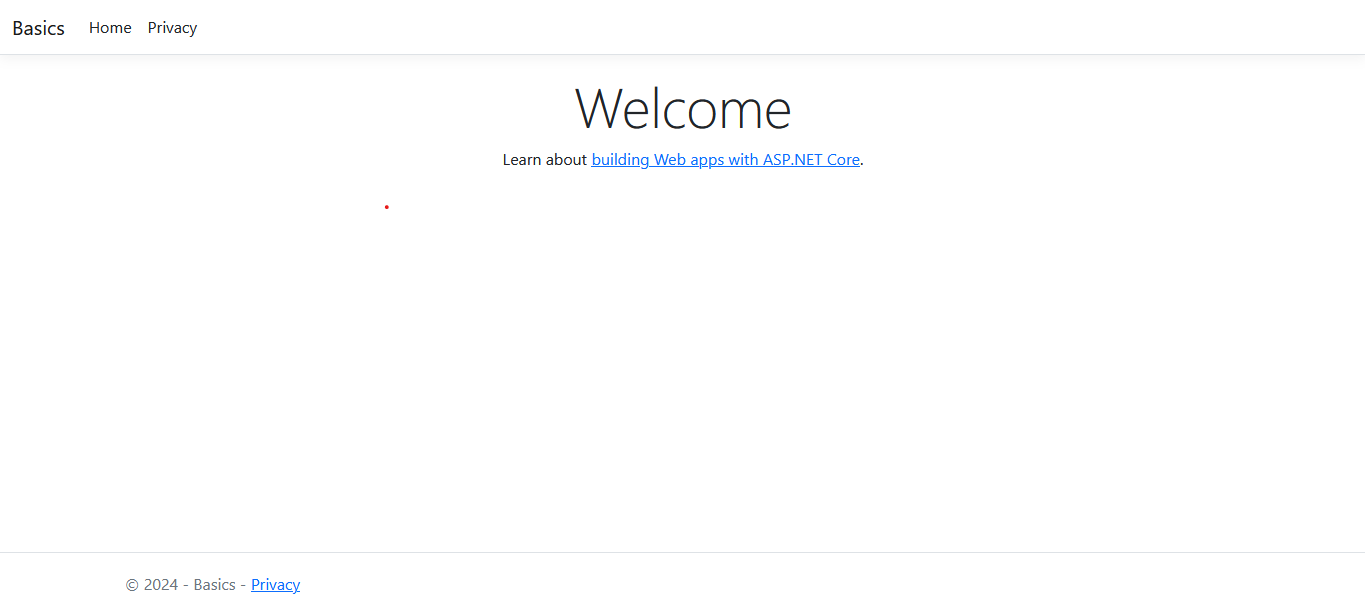 Basics Home Privacy
Welcome
Learn about building Web apps with ASP.NET Core.
© 2024 - Basics - Privacy